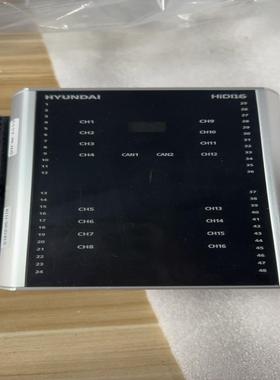 HYUNDAI HiDI16
1 25
2 26
3 27
4 CH1 CH9 28
5 29
6 CH2 CH10 30
7 31
8 CH3 CH11 32
9 33
10 CH4 CAN1 CAN2 CH12 34
11 35
12 36
13 37
14 38
15 CH5 CH13 39
16 40
17 CH6 CH14 41
18 42
19 CH7 CH15 43
20 44
21 CH8 CH16 45
22 46
23 47
24 48